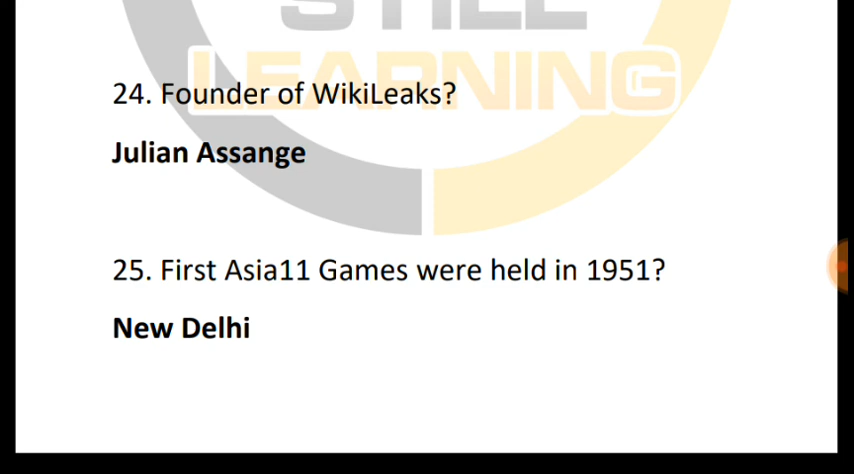 STILL
LEARNING
24. Founder of WikiLeaks?
Julian Assange
25. First Asia11 Games were held in 1951?
New Delhi